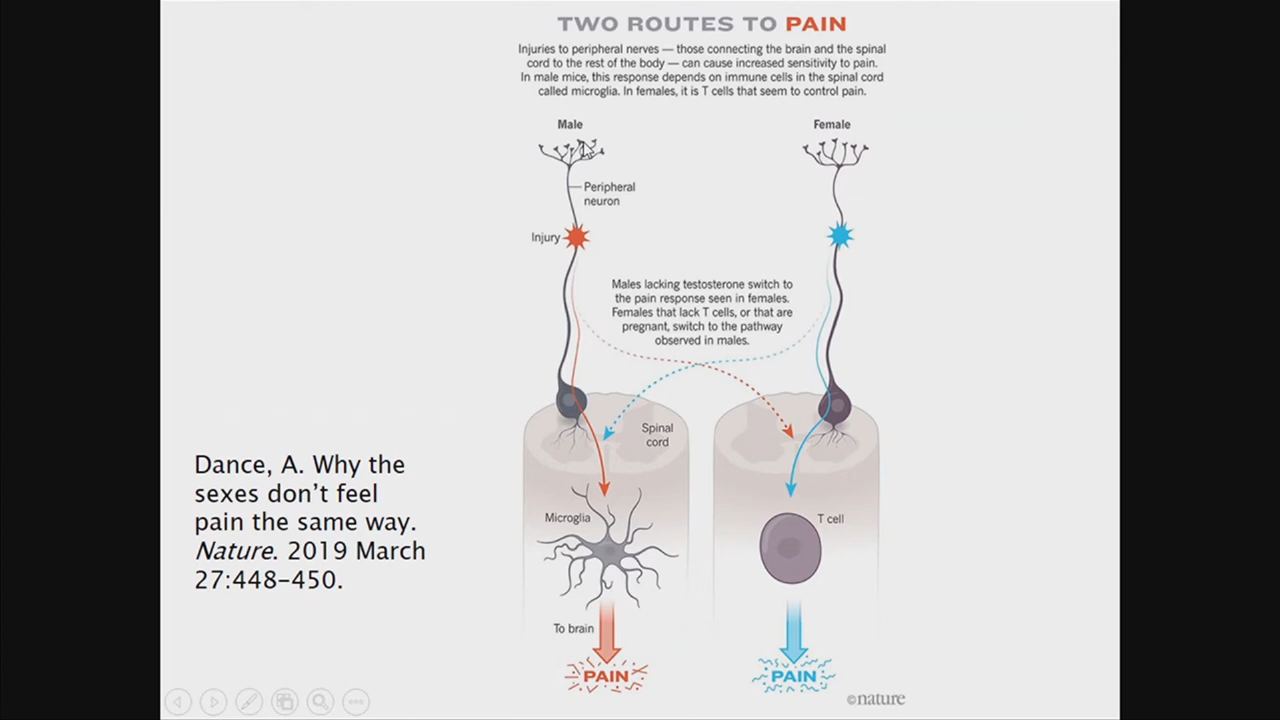 TWO ROUTES TO PAIN
Injuries to peripheral nerves — those connecting the brain and the spinal
cord to the rest of the body — can cause increased sensitivity to pain.
In male mice, this response depends on immune cells in the spinal cord
called microglia. In females, it is T cells that seem to control pain.
Male
Female
Peripheral
neuron
Injury
Males lacking testosterone switch to
the pain response seen in females.
Females that lack T cells, or that are
pregnant, switch to the pathway
observed in males.
Spinal
cord
Microglia
T cell
To brain
PAIN
PAIN
Dance, A. Why the
sexes don’t feel
pain the same way.
Nature. 2019 March
27:448–450.
©nature